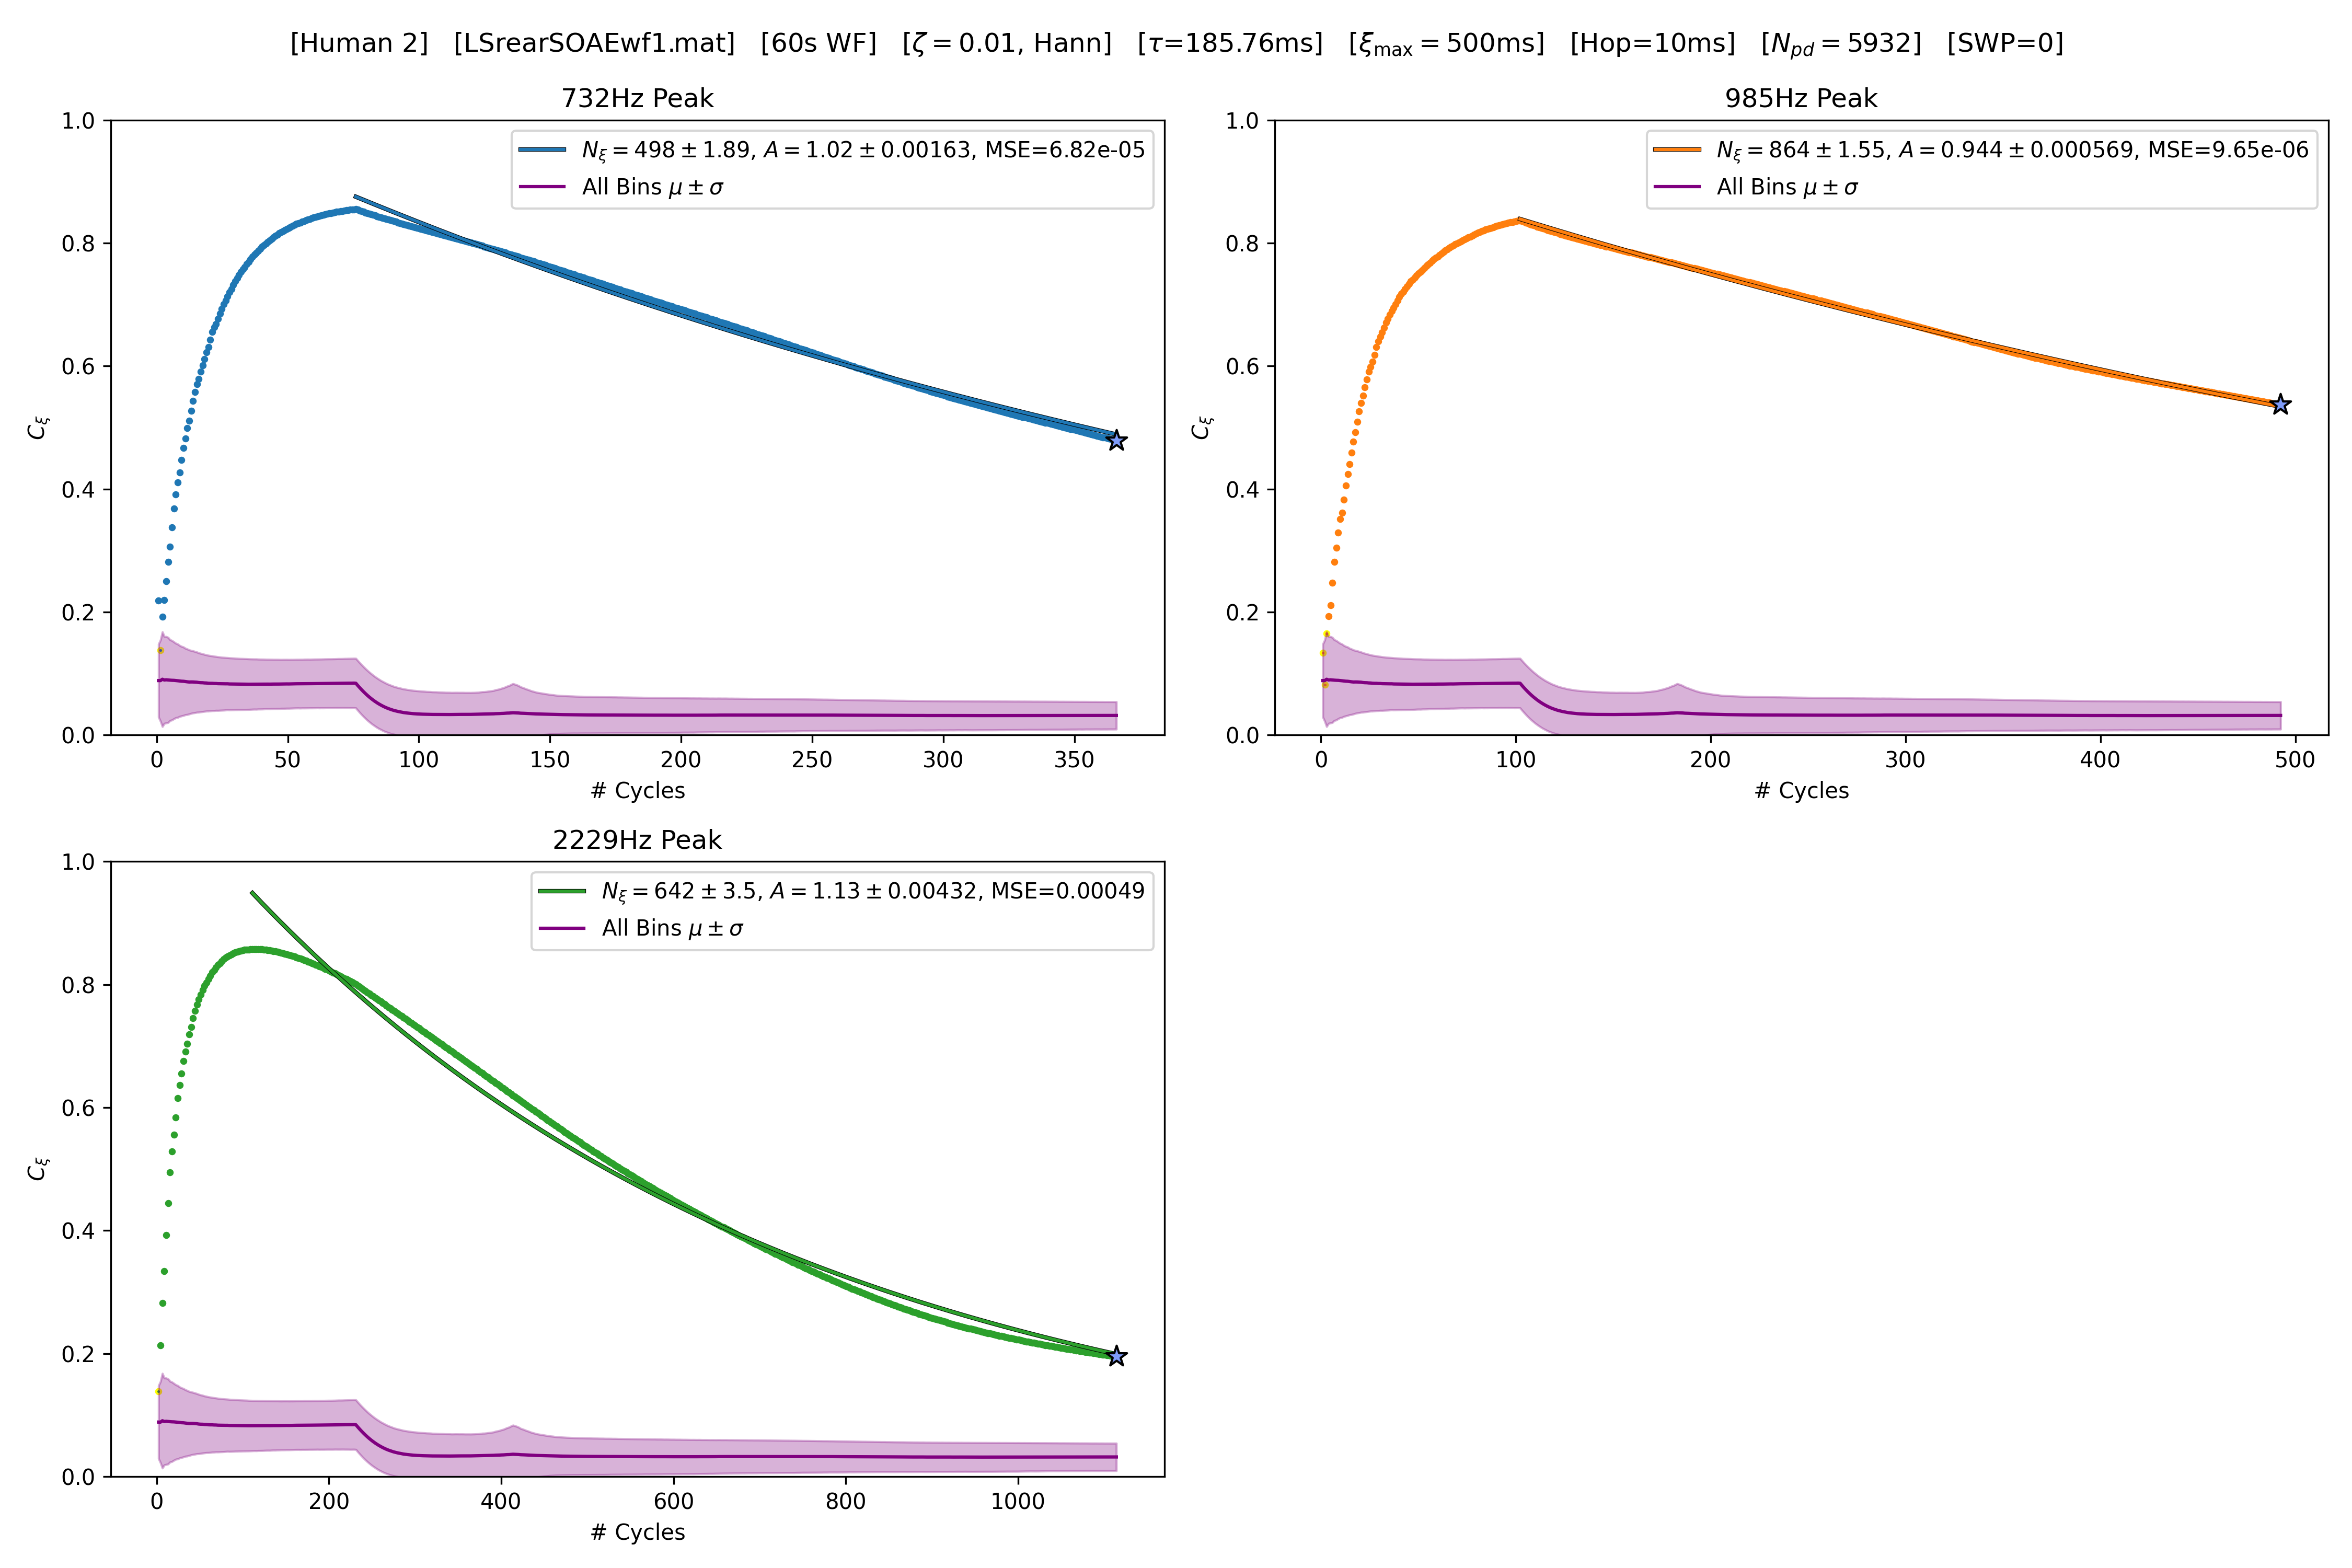 [Human 2]   [LSrearSOAEwf1.mat]   [60s WF]   [ζ = 0.01, Hann]   [τ=185.76ms]   [ξmax = 500ms]   [Hop=10ms]   [Npd = 5932]   [SWP=0]
732Hz Peak
Nξ = 498 ± 1.89, A = 1.02 ± 0.00163, MSE=6.82e-05
All Bins μ ± σ
1.0
0.8
0.6
0.4
0.2
0.0
Cξ
0 50 100 150 200 250 300 350
# Cycles
985Hz Peak
Nξ = 864 ± 1.55, A = 0.944 ± 0.000569, MSE=9.65e-06
All Bins μ ± σ
1.0
0.8
0.6
0.4
0.2
0.0
Cξ
0 100 200 300 400 500
# Cycles
2229Hz Peak
Nξ = 642 ± 3.5, A = 1.13 ± 0.00432, MSE=0.00049
All Bins μ ± σ
1.0
0.8
0.6
0.4
0.2
0.0
Cξ
0 200 400 600 800 1000
# Cycles